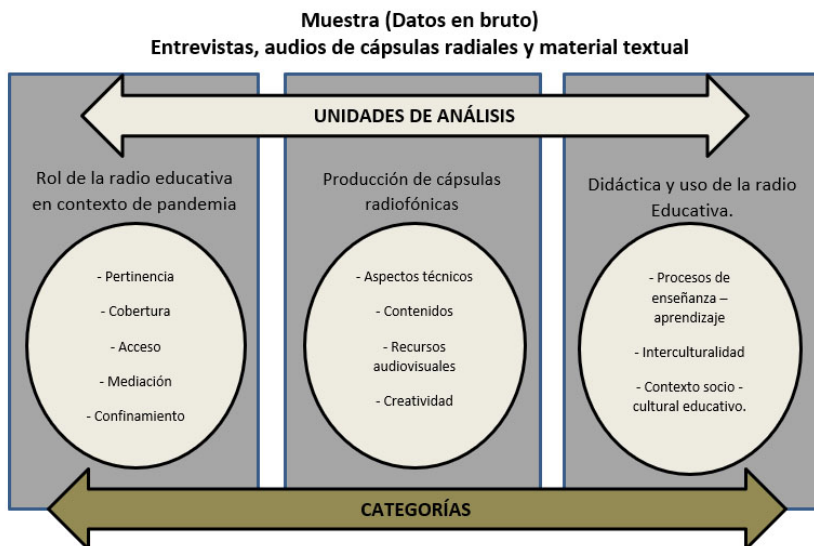 Muestra (Datos en bruto)
Entrevistas, audios de cápsulas radiales y material textual
UNIDADES DE ANÁLISIS
Rol de la radio educativa
en contexto de pandemia
- Pertinencia
- Cobertura
- Acceso
- Mediación
- Confinamiento
Producción de cápsulas
radiofónicas
- Aspectos técnicos
- Contenidos
- Recursos
audiovisuales
- Creatividad
Didáctica y uso de la radio
Educativa.
- Procesos de
enseñanza –
aprendizaje
- Interculturalidad
- Contexto socio -
cultural educativo.
CATEGORÍAS